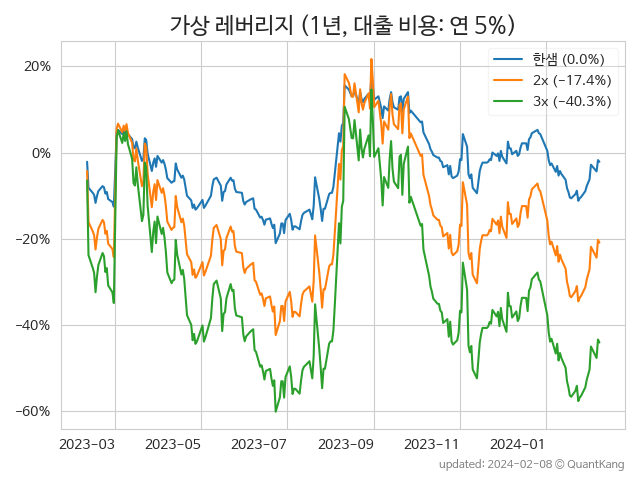 가상 레버리지 (1년, 대출 비용: 연 5%)
한샘 (0.0%)
2x (−17.4%)
3x (−40.3%)
20%
0%
−20%
−40%
−60%
2023-03 2023-05 2023-07 2023-09 2023-11 2024-01
updated: 2024-02-08 © QuantKang